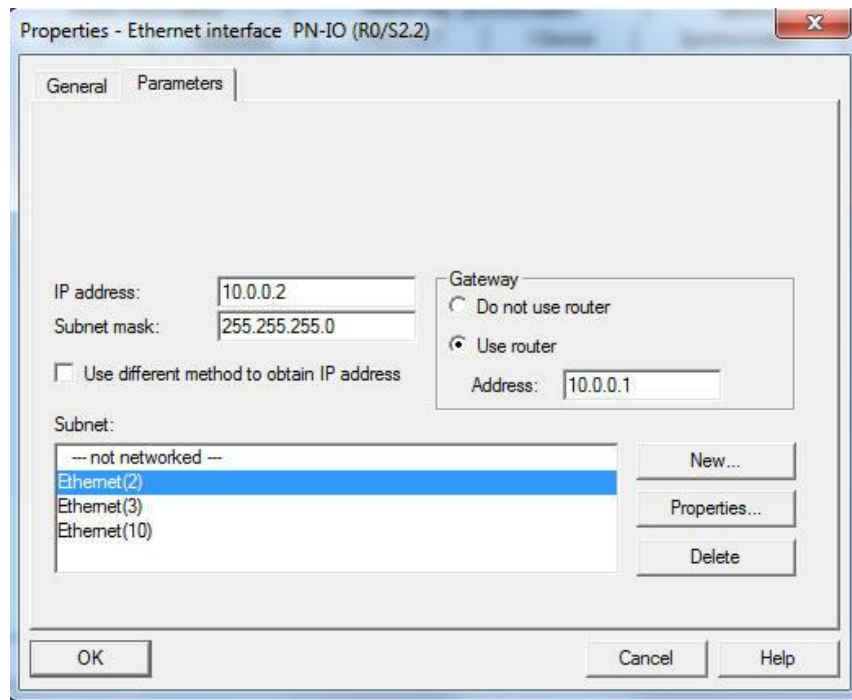 Properties - Ethernet interface PN-IO (R0/S2.2)
General
Parameters
IP address:
10.0.0.2
Subnet mask:
255.255.255.0
Use different method to obtain IP address
Gateway
Do not use router
Use router
Address:
10.0.0.1
Subnet:
--- not networked ---
Ethernet(2)
Ethernet(3)
Ethernet(10)
New...
Properties...
Delete
OK
Cancel
Help